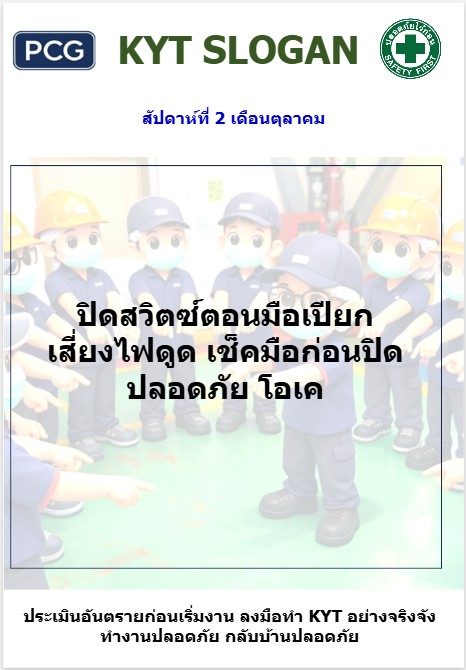 PCG
KYT SLOGAN
ปลอดภัยไว้ก่อน
SAFETY FIRST
สัปดาห์ที่ 2 เดือนตุลาคม
ปิดสวิตซ์ตอนมือเปียก
เสี่ยงไฟดูด เช็คมือก่อนปิด
ปลอดภัย โอเค
ประเมินอันตรายก่อนเริ่มงาน ลงมือทำ KYT อย่างจริงจัง
ทำงานปลอดภัย กลับบ้านปลอดภัย